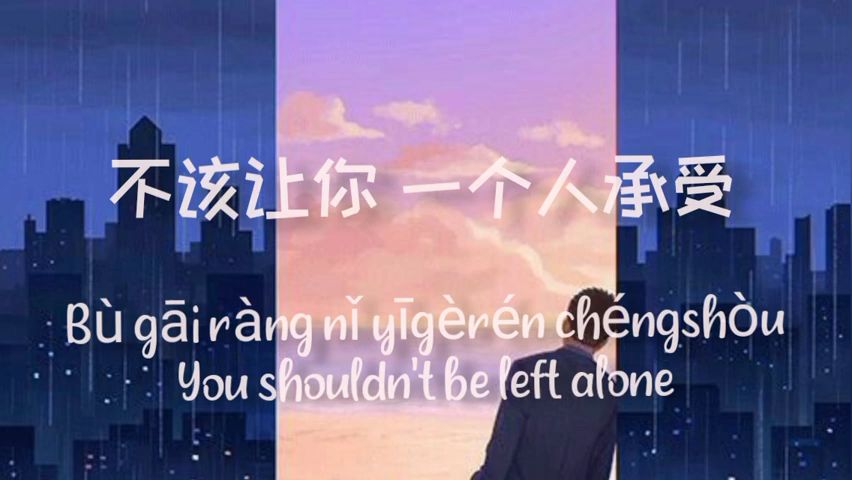 不该让你 一个人承受
Bù gāi ràng nǐ yīgèrén chéngshòu
You shouldn't be left alone